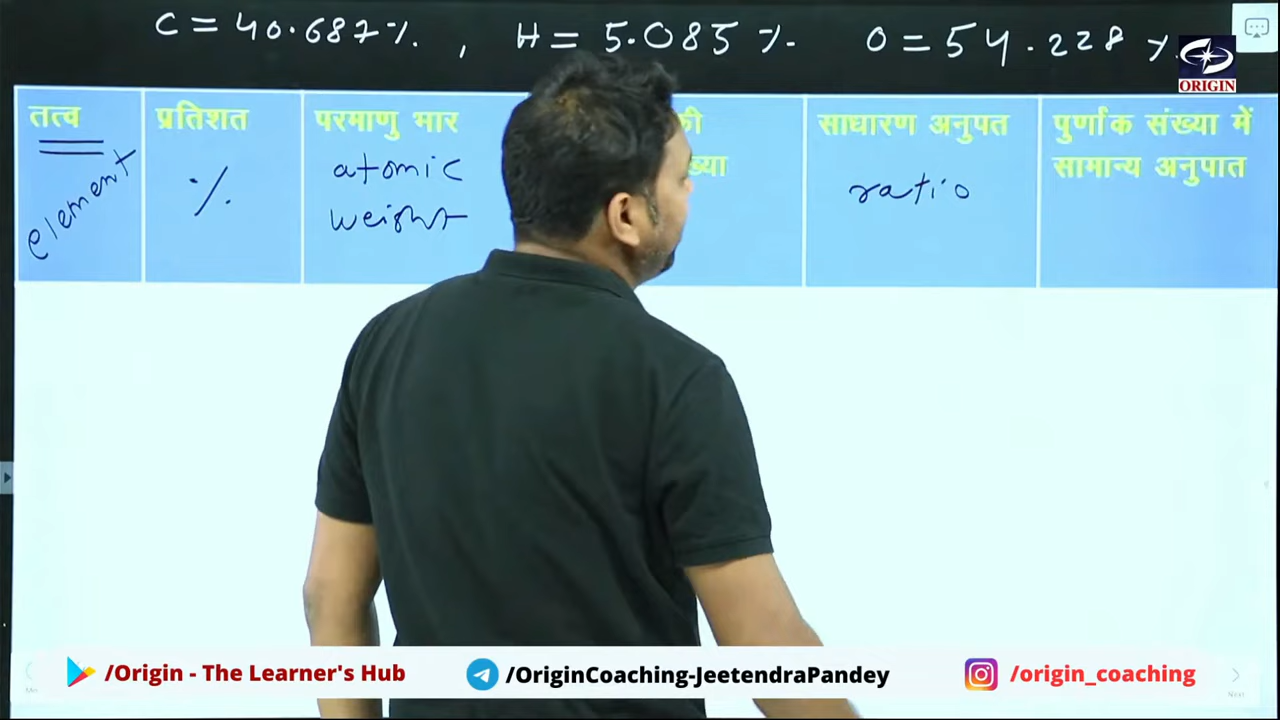 C = 40.687 %. , H = 5.085 %. O = 54.228 %.
ORIGIN
तत्व
element
प्रतिशत
%
परमाणु भार
atomic
weight
की
साधारण अनुपत
ratio
पुर्णाक संख्या में
सामान्य अनुपात
/Origin - The Learner's Hub
/OriginCoaching-JeetendraPandey
/origin_coaching